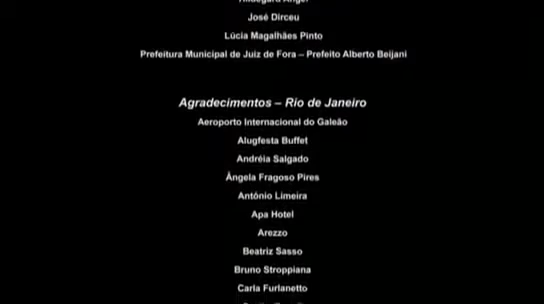 José Dirceu
Lúcia Magalhães Pinto
Prefeitura Municipal de Juiz de Fora – Prefeito Alberto Beijani
Agradecimentos – Rio de Janeiro
Aeroporto Internacional do Galeão
Alugfesta Buffet
Andréia Salgado
Ângela Fragoso Pires
Antônio Limeira
Apa Hotel
Arezzo
Beatriz Sasso
Bruno Stroppiana
Carla Furlanetto